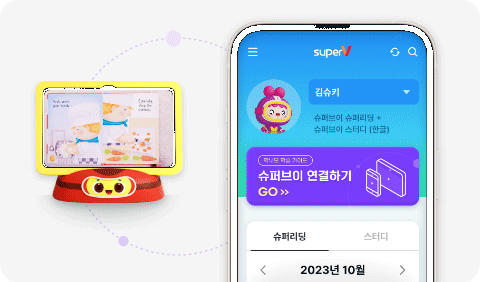 superV
김슈키
슈퍼브이 슈퍼리딩 +
슈퍼브이 스터디 (한글)
슈퍼브이 연결하기
GO >>
슈퍼리딩
스터디
2023년 10월